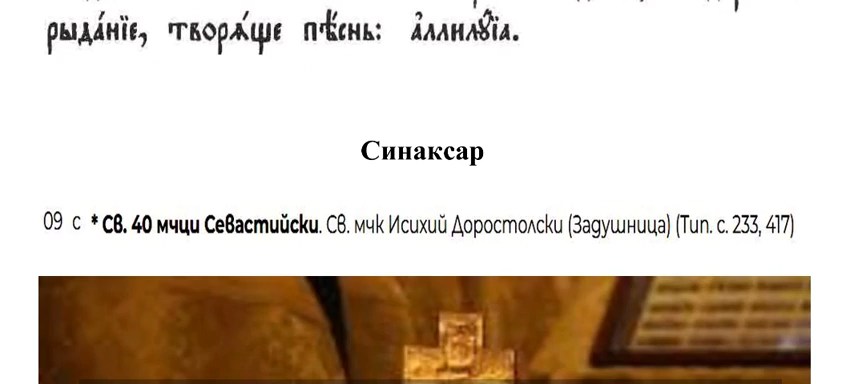 рыда́нїе, творѧ́ще пѣ́снь: а҆ллилꙋ́їа.
Синаксар
09 с * Св. 40 мчци Севастийски. Св. мчк Исихий Доростолски (Задушница) (Тип. с. 233, 417)